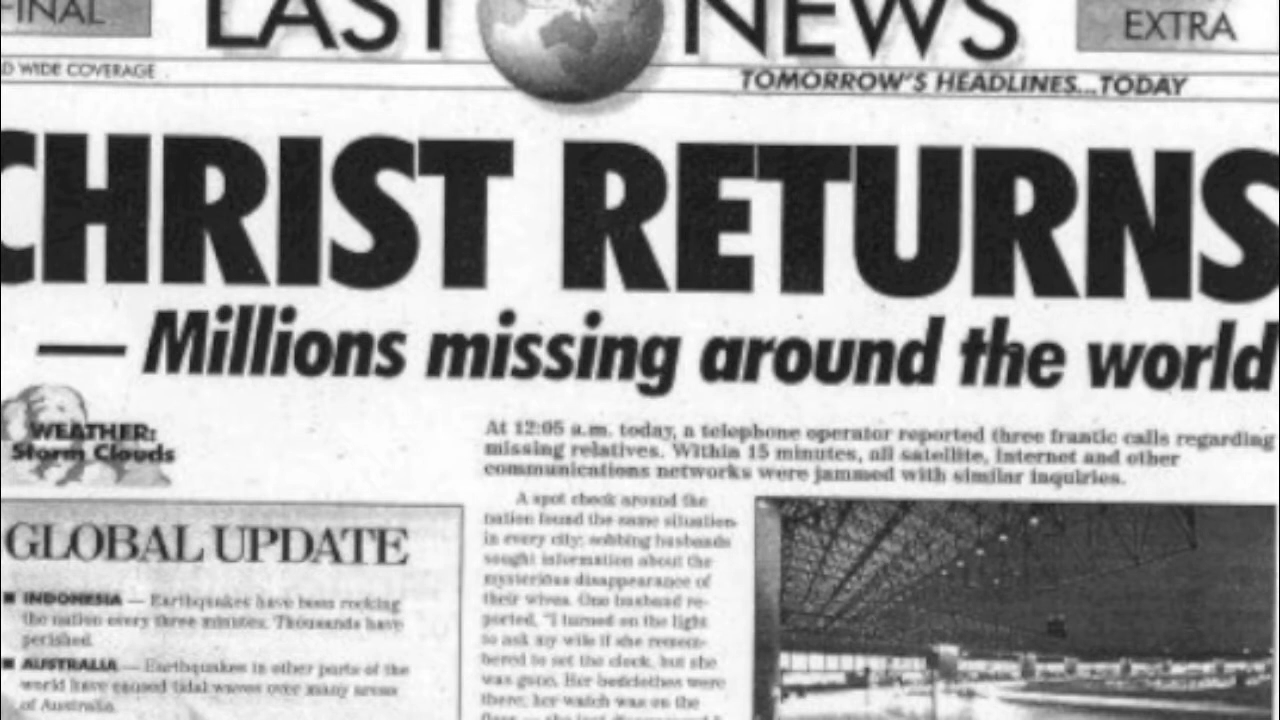 FINAL
LAST NEWS
EXTRA
D WIDE COVERAGE
TOMORROW'S HEADLINES...TODAY
CHRIST RETURNS
— Millions missing around the world
WEATHER:
Storm Clouds
At 12:05 a.m. today, a telephone operator reported three frantic calls regarding
missing relatives. Within 15 minutes, all satellite, Internet and other
communications networks were jammed with similar inquiries.
GLOBAL UPDATE
■ INDONESIA — Earthquakes have been rocking
the nation every three minutes. Thousands have
perished.
■ AUSTRALIA — Earthquakes in other parts of the
world have caused tidal waves over many areas
of Australia.
A spot check around the
nation found the same situation
in every city; sobbing husbands
sought information about the
mysterious disappearance of
their wives. One husband re-
ported, "I turned on the light
to ask my wife if she remem-
bered to set the clock, but she
was gone. Her bedclothes were
there; her watch was on the